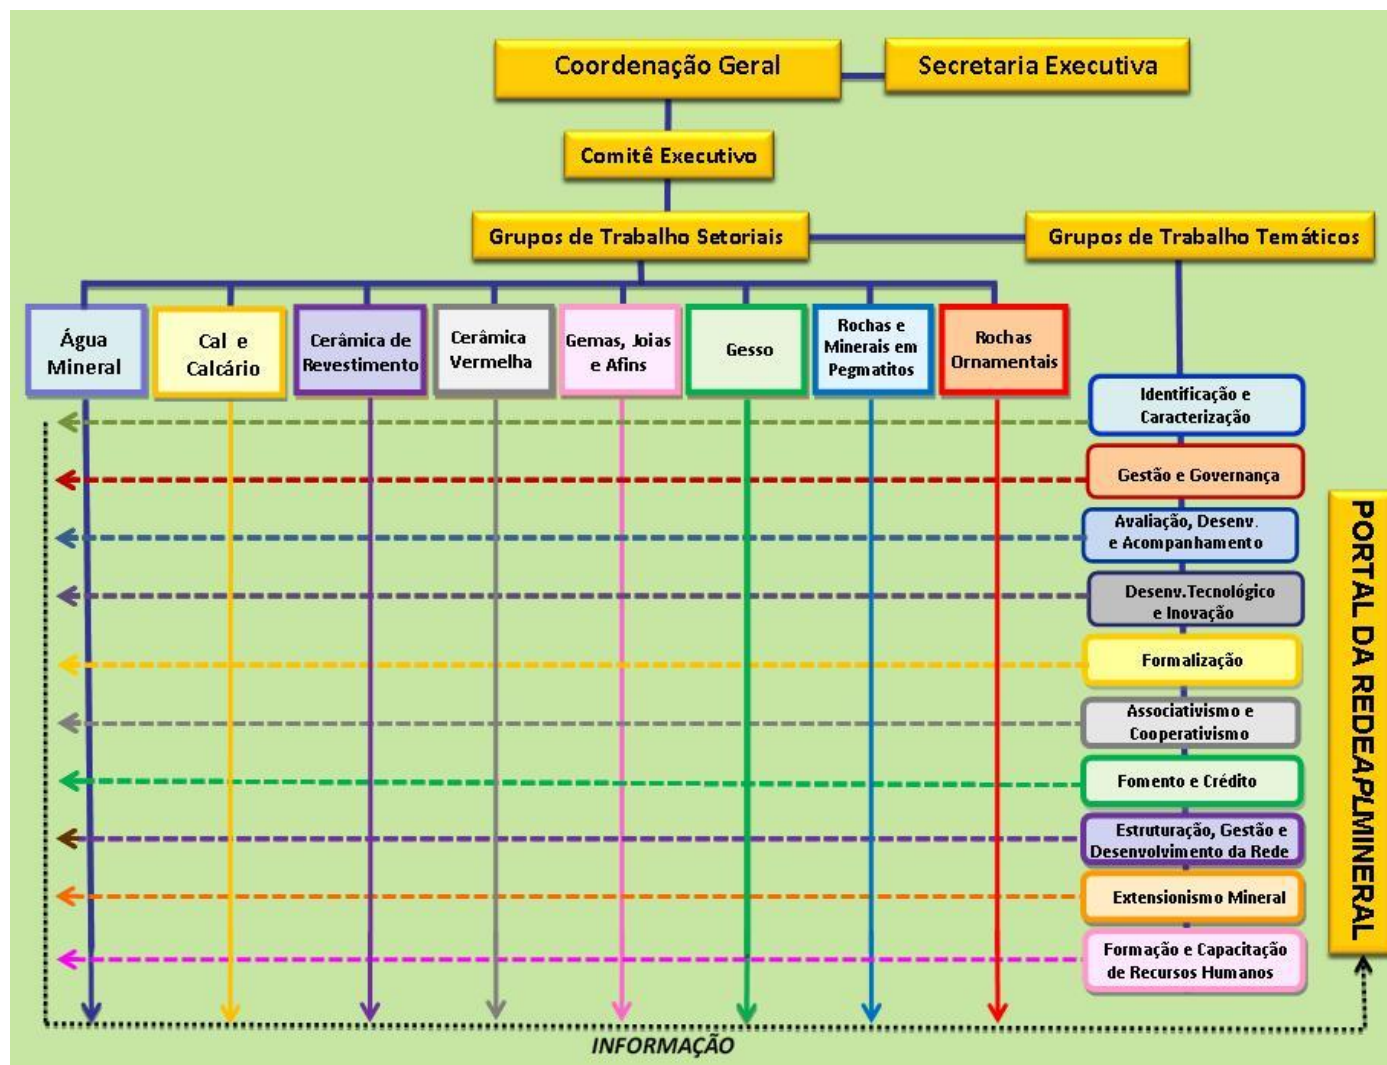 Coordenação Geral
Secretaria Executiva
Comitê Executivo
Grupos de Trabalho Setoriais
Grupos de Trabalho Temáticos
Água
Mineral
Cal e
Calcário
Cerâmica de
Revestimento
Cerâmica
Vermelha
Gemas, Joias
e Afins
Gesso
Rochas e
Minerais em
Pegmatitos
Rochas
Ornamentais
Identificação e
Caracterização
Gestão e Governança
Avaliação, Desenv.
e Acompanhamento
Desenv.Tecnológico
e Inovação
Formalização
Associativismo e
Cooperativismo
Fomento e Crédito
Estruturação, Gestão e
Desenvolvimento da Rede
Extensionismo Mineral
Formação e Capacitação
de Recursos Humanos
PORTAL DA REDEAPLMINERAL
INFORMAÇÃO